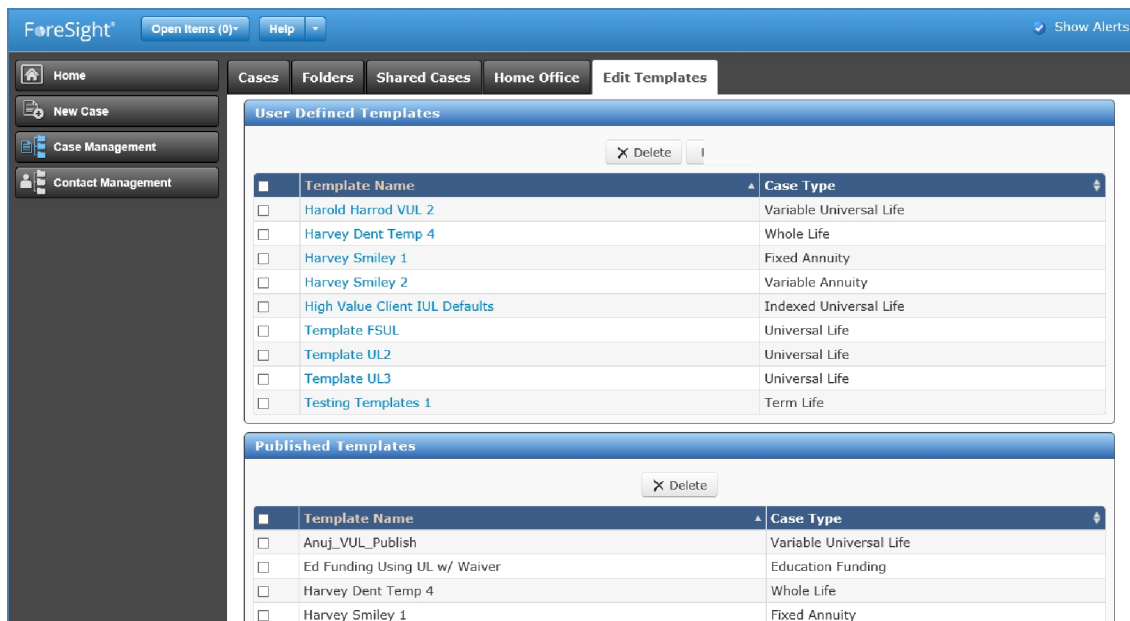 ForeSight®
Open Items (0)
Help
Show Alerts
Home
New Case
Case Management
Contact Management
Cases
Folders
Shared Cases
Home Office
Edit Templates
User Defined Templates
Delete
Template Name Case Type
Harold Harrod VUL 2 Variable Universal Life
Harvey Dent Temp 4 Whole Life
Harvey Smiley 1 Fixed Annuity
Harvey Smiley 2 Variable Annuity
High Value Client IUL Defaults Indexed Universal Life
Template FSUL Universal Life
Template UL2 Universal Life
Template UL3 Universal Life
Testing Templates 1 Term Life
Published Templates
Delete
Template Name Case Type
Anuj_VUL_Publish Variable Universal Life
Ed Funding Using UL w/ Waiver Education Funding
Harvey Dent Temp 4 Whole Life
Harvey Smiley 1 Fixed Annuity